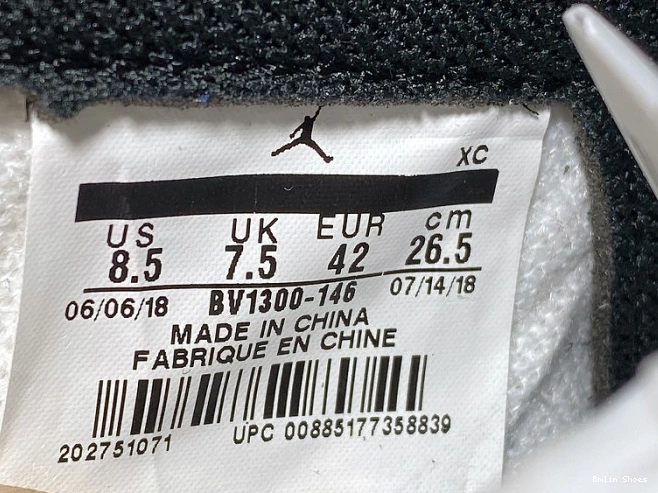 XC
US UK EUR cm
8.5 7.5 42 26.5
06/06/18 BV1300-146 07/14/18
MADE IN CHINA
FABRIQUE EN CHINE
202751071 UPC 00885177358839
Bnlin Shoes